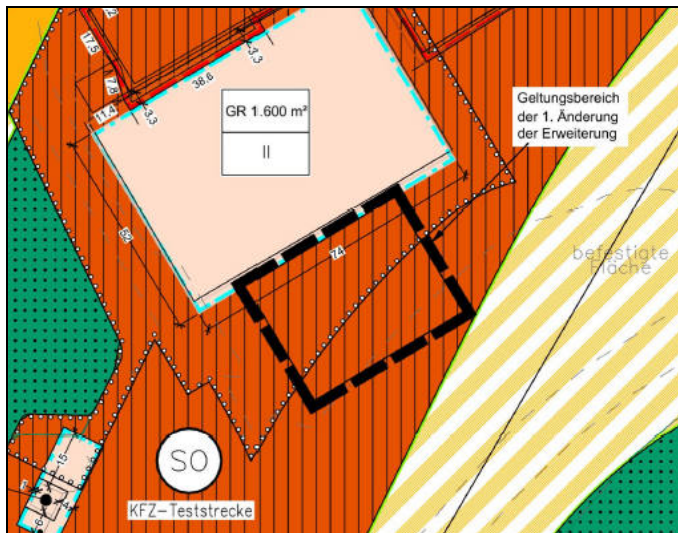 17,5
7,8
11,4
3,3
38,6
3,3
GR 1.600 m²
II
Geltungsbereich
der 1. Änderung
der Erweiterung
52
74
befestigte
Fläche
15
SO
KFZ-Teststrecke